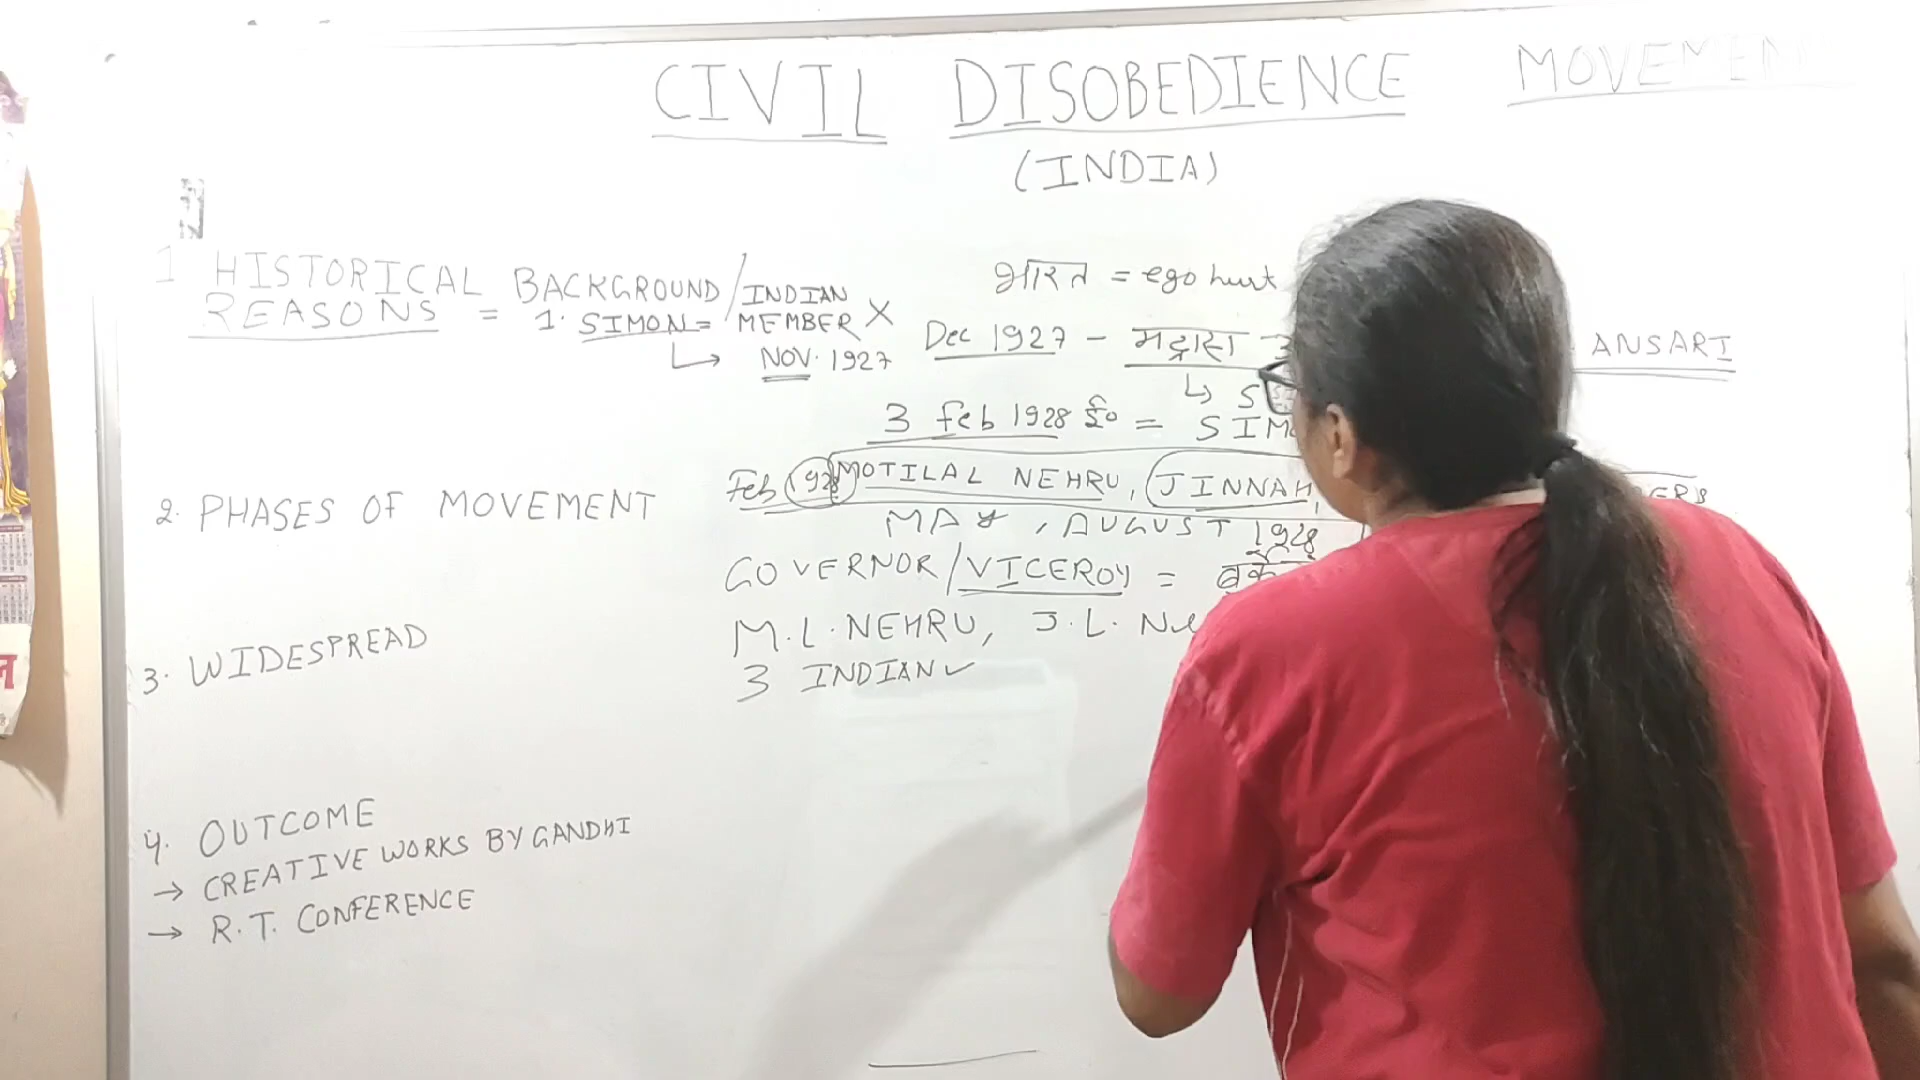 CIVIL DISOBEDIENCE MOVEMENT
(INDIA)
1 HISTORICAL BACKGROUND /
REASONS = 1. SIMON = INDIAN MEMBER X
↳ NOV. 1927
भारत = ego hurt
Dec 1927 - मद्रास ANSARI
↳ S
3 Feb 1928 ई० = SIM
Feb 1928 MOTILAL NEHRU, JINNAH,
MAY, AUGUST 1928
GOVERNOR / VICEROY =
M.L. NEHRU, J.L. Ne
3 INDIAN ✓
2. PHASES OF MOVEMENT
3. WIDESPREAD
4. OUTCOME
→ CREATIVE WORKS BY GANDHI
→ R.T. CONFERENCE